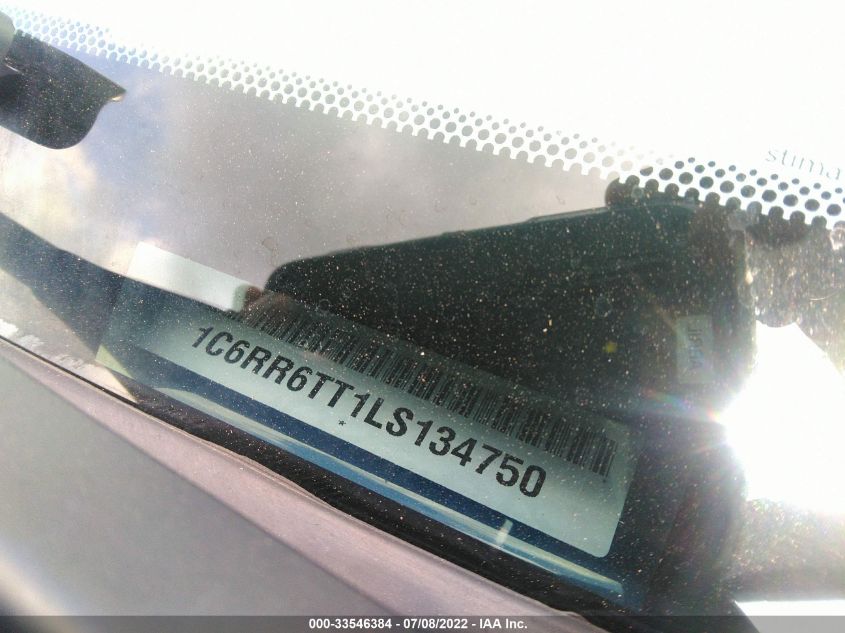 1C6RR6TT1LS134750
*
000-33546384 - 07/08/2022 - IAA Inc.